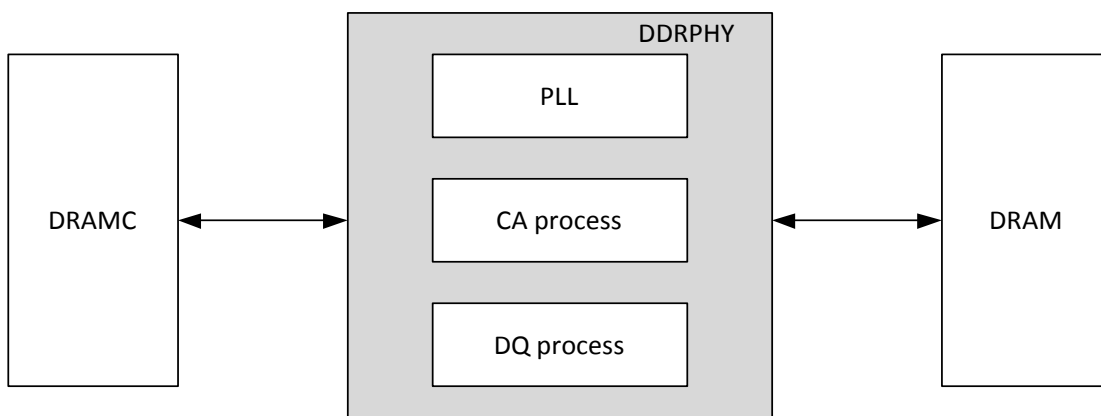 DDRPHY
PLL
DRAMC
CA process
DRAM
DQ process